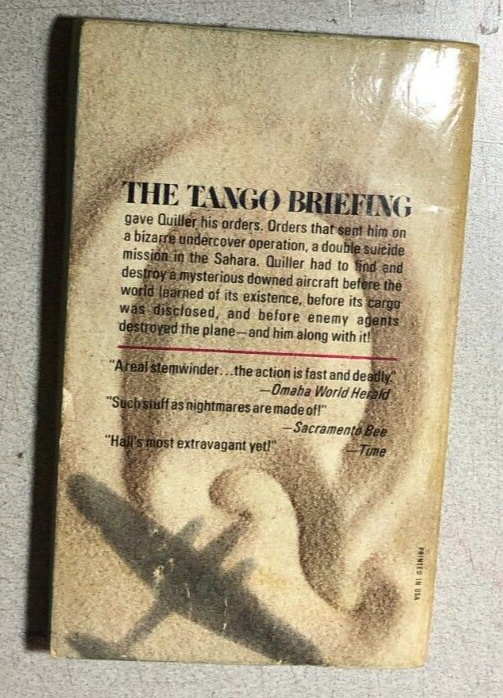 THE TANGO BRIEFING
gave Quiller his orders. Orders that sent him on
a bizarre undercover operation, a double suicide
mission in the Sahara. Quiller had to find and
destroy a mysterious downed aircraft before the
world learned of its existence, before its cargo
was disclosed, and before enemy agents
destroyed the plane—and him along with it!
"A real stemwinder...the action is fast and deadly."
—Omaha World Herald
"Such stuff as nightmares are made of!"
—Sacramento Bee
"Hall's most extravagant yet!" —Time
PRINTED IN USA